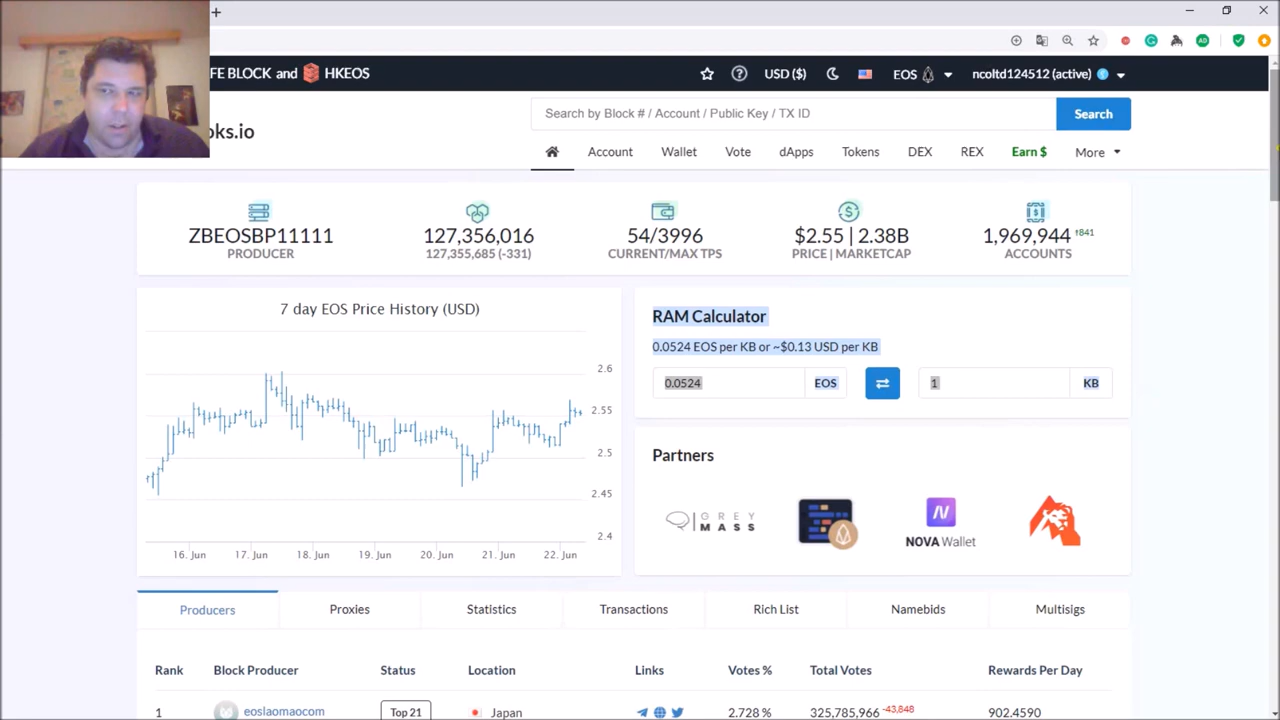 FE BLOCK and HKEOS
USD ($)
EOS
ncoltd124512 (active)
oks.io
Search by Block # / Account / Public Key / TX ID
Search
Account
Wallet
Vote
dApps
Tokens
DEX
REX
Earn $
More
ZBEOSBP11111
PRODUCER
127,356,016
127,355,685 (-331)
54/3996
CURRENT/MAX TPS
$2.55 | 2.38B
PRICE | MARKETCAP
1,969,944 ↑841
ACCOUNTS
7 day EOS Price History (USD)
2.6
2.55
2.5
2.45
2.4
16. Jun
17. Jun
18. Jun
19. Jun
20. Jun
21. Jun
22. Jun
RAM Calculator
0.0524 EOS per KB or ~$0.13 USD per KB
0.0524
EOS
1
KB
Partners
GREY
MASS
NOVA Wallet
Producers
Proxies
Statistics
Transactions
Rich List
Namebids
Multisigs
Rank
Block Producer
Status
Location
Links
Votes %
Total Votes
Rewards Per Day
1
eoslaomaocom
Top 21
Japan
2.728 %
325,785,966 -43,848
902.4590